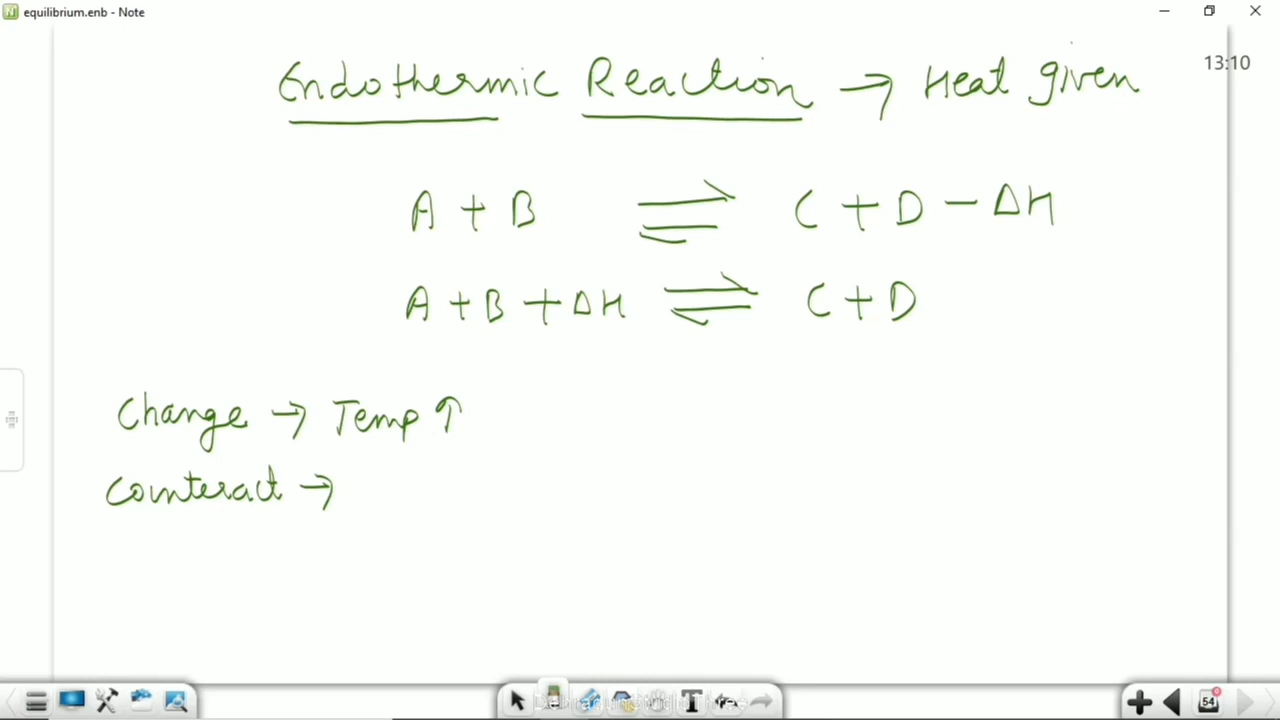 equilibrium.enb - Note
13:10
Endothermic Reaction → Heat given
A + B ⇌ C + D - ΔH
A + B + ΔH ⇌ C + D
Change → Temp ↑
Counteract →
54